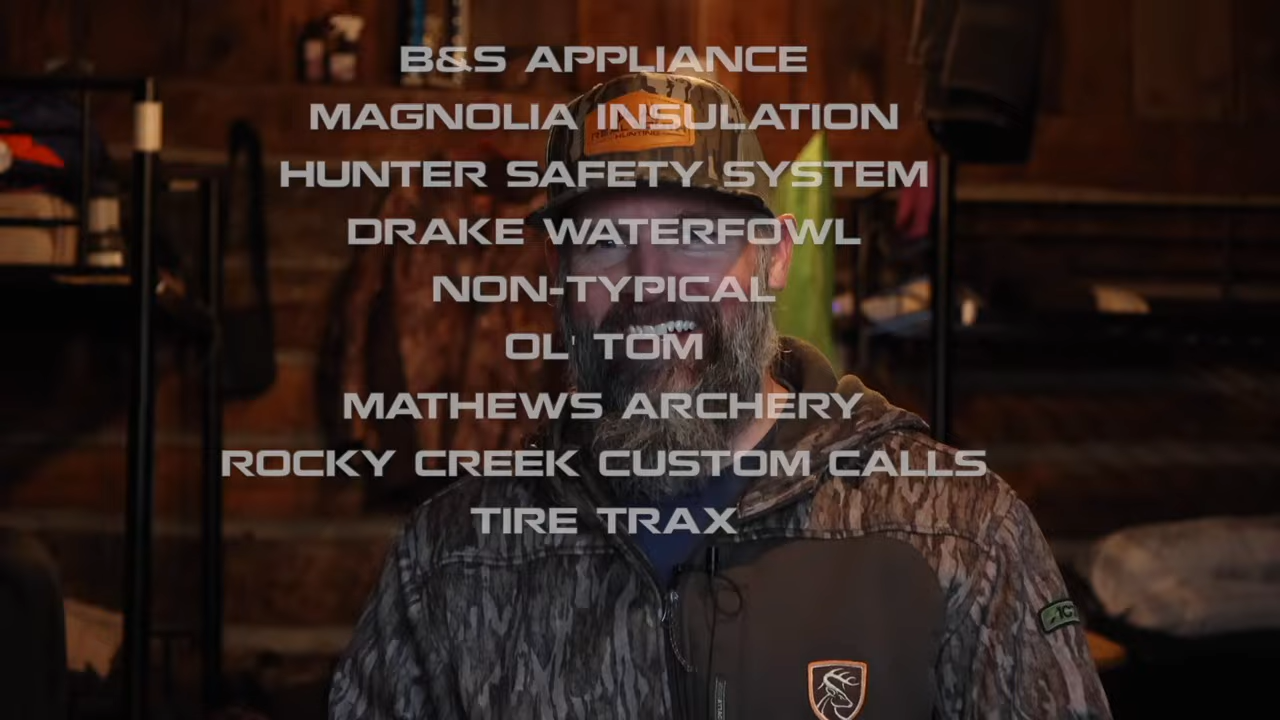 B&S APPLIANCE
MAGNOLIA INSULATION
HUNTER SAFETY SYSTEM
DRAKE WATERFOWL
NON-TYPICAL
OL' TOM
MATHEWS ARCHERY
ROCKY CREEK CUSTOM CALLS
TIRE TRAX
HUNTING